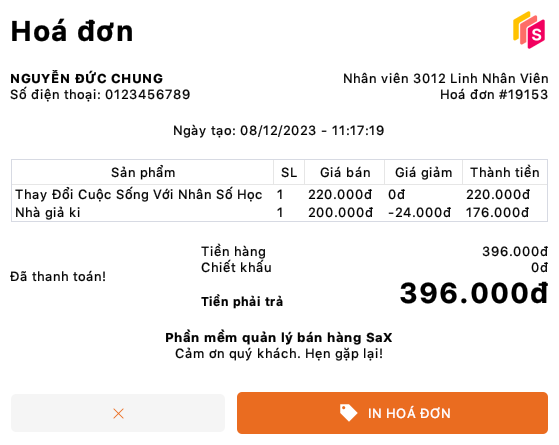 Hoá đơn
S
NGUYỄN ĐỨC CHUNG
Nhân viên 3012 Linh Nhân Viên
Số điện thoại: 0123456789
Hoá đơn #19153
Ngày tạo: 08/12/2023 - 11:17:19
Sản phẩm SL Giá bán Giá giảm Thành tiền
Thay Đổi Cuộc Sống Với Nhân Số Học 1 220.000đ 0đ 220.000đ
Nhà giả ki 1 200.000đ -24.000đ 176.000đ
Tiền hàng 396.000đ
Chiết khấu 0đ
Đã thanh toán!
Tiền phải trả 396.000đ
Phần mềm quản lý bán hàng SaX
Cảm ơn quý khách. Hẹn gặp lại!
IN HOÁ ĐƠN